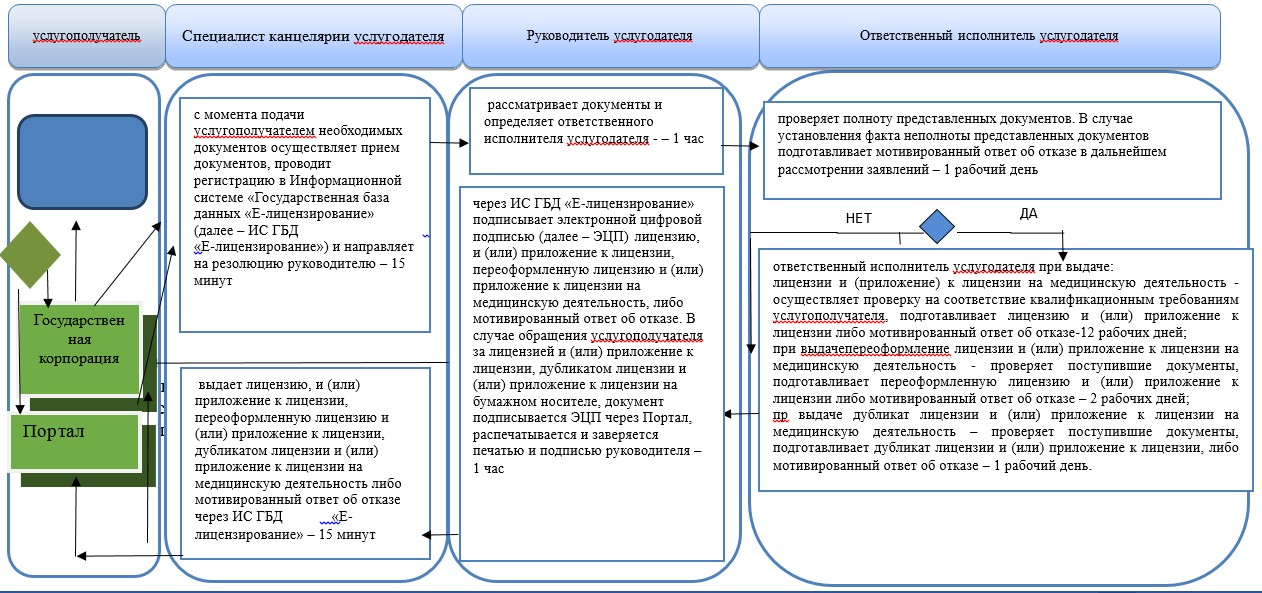 услугополучатель
Специалист канцелярии услугодателя
Руководитель услугодателя
Ответственный исполнитель услугодателя
Государствен
ная
корпорация
Портал
с момента подачи
услугополучателем необходимых
документов осуществляет прием
документов, проводит
регистрацию в Информационной
системе «Государственная база
данных «Е-лицензирование»
(далее – ИС ГБД
«Е-лицензирование») и направляет
на резолюцию руководителю – 15
минут
выдает лицензию, и (или)
приложение к лицензии,
переоформленную лицензию и
(или) приложение к лицензии,
дубликатом лицензии и (или)
приложение к лицензии на
медицинскую деятельность либо
мотивированный ответ об отказе
через ИС ГБД «Е-
лицензирование» – 15 минут
рассматривает документы и
определяет ответственного
исполнителя услугодателя - – 1 час
через ИС ГБД «Е-лицензирование»
подписывает электронной цифровой
подписью (далее – ЭЦП) лицензию,
и (или) приложение к лицензии,
переоформленную лицензию и (или)
приложение к лицензии на
медицинскую деятельность, либо
мотивированный ответ об отказе. В
случае обращения услугополучателя
за лицензией и (или) приложение к
лицензии, дубликатом лицензии и
(или) приложение к лицензии на
бумажном носителе, документ
подписывается ЭЦП через Портал,
распечатывается и заверяется
печатью и подписью руководителя –
1 час
проверяет полноту представленных документов. В случае
установления факта неполноты представленных документов
подготавливает мотивированный ответ об отказе в дальнейшем
рассмотрении заявлений – 1 рабочий день
НЕТ
ДА
ответственный исполнитель услугодателя при выдаче:
лицензии и (приложение) к лицензии на медицинскую деятельность -
осуществляет проверку на соответствие квалификационным требованиям
услугополучателя, подготавливает лицензию и (или) приложение к
лицензии либо мотивированный ответ об отказе-12 рабочих дней;
при выдачепереоформление лицензии и (или) приложение к лицензии на
медицинскую деятельность - проверяет поступившие документы,
подготавливает переоформленную лицензию и (или) приложение к
лицензии либо мотивированный ответ об отказе – 2 рабочих дней;
пр выдаче дубликат лицензии и (или) приложение к лицензии на
медицинскую деятельность – проверяет поступившие документы,
подготавливает дубликат лицензии и (или) приложение к лицензии, либо
мотивированный ответ об отказе – 1 рабочий день.